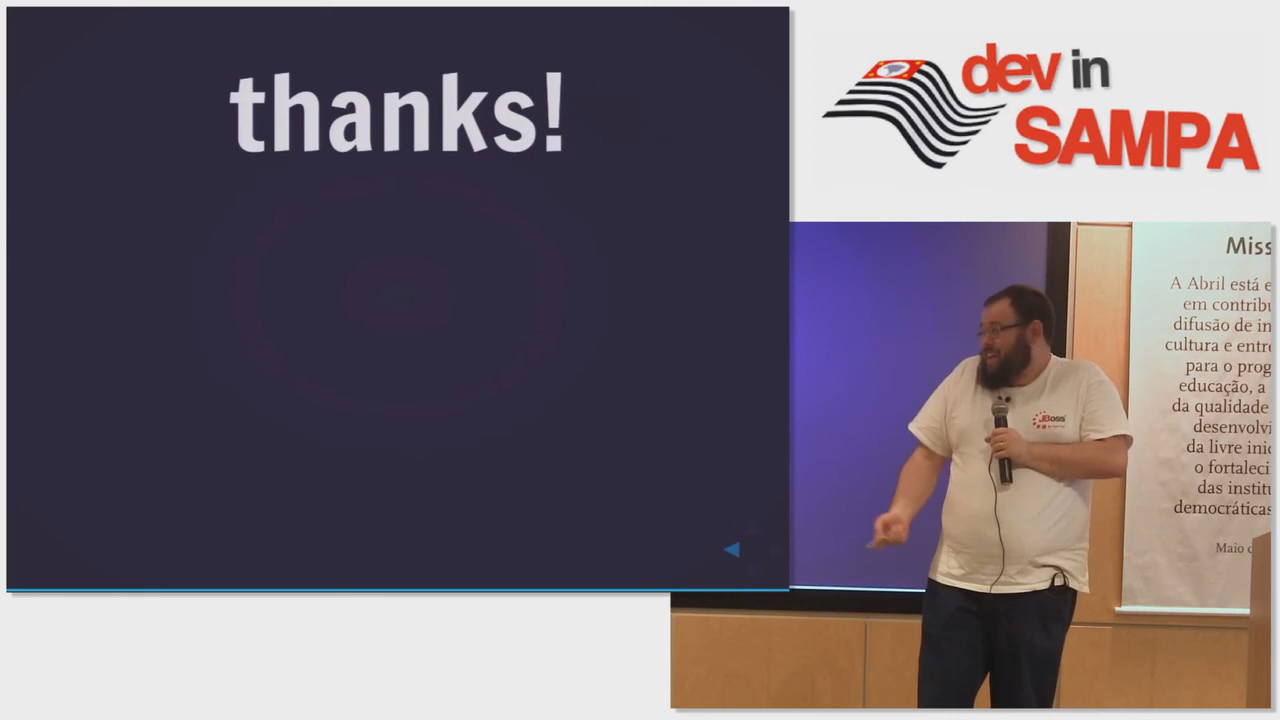 thanks!
dev in
SAMPA
Miss
A Abril está e
em contribu
difusão de in
cultura e entre
para o prog
educação, a
da qualidade
desenvolvi
da livre inic
o fortaleci
das institu
democráticas
Maio d
JBoss